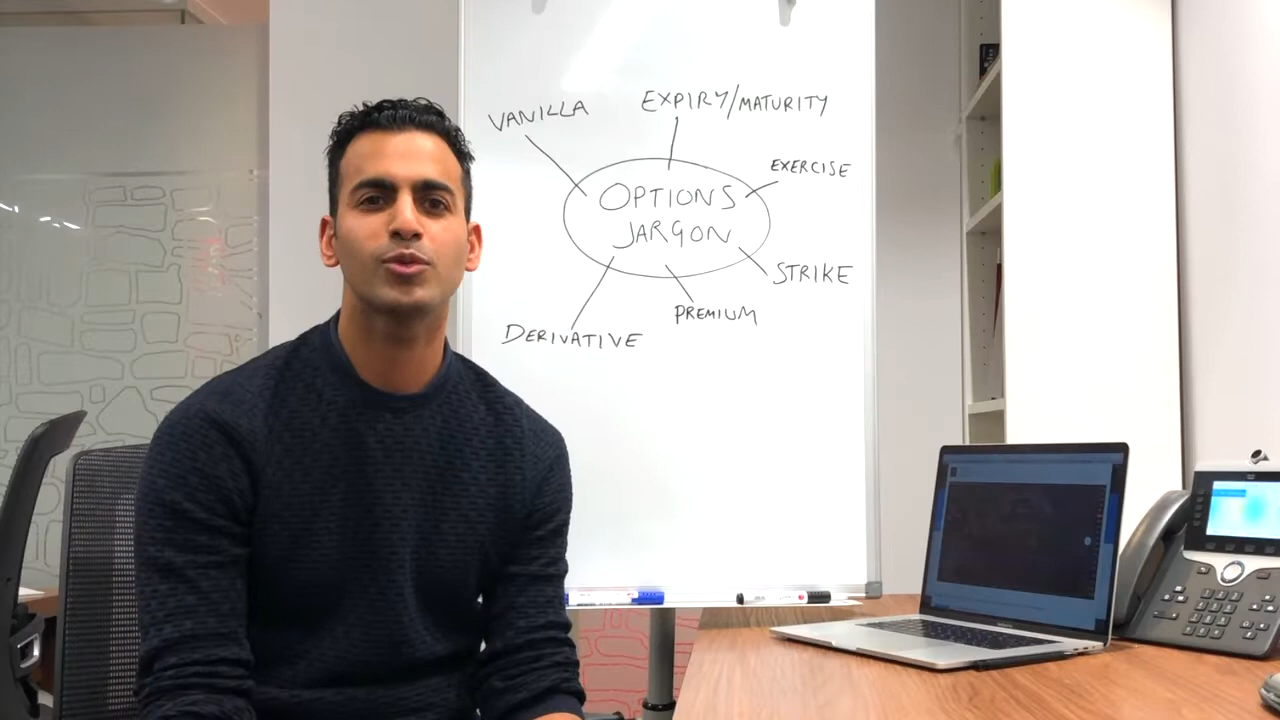 VANILLA
EXPIRY/MATURITY
EXERCISE
OPTIONS
JARGON
STRIKE
PREMIUM
DERIVATIVE